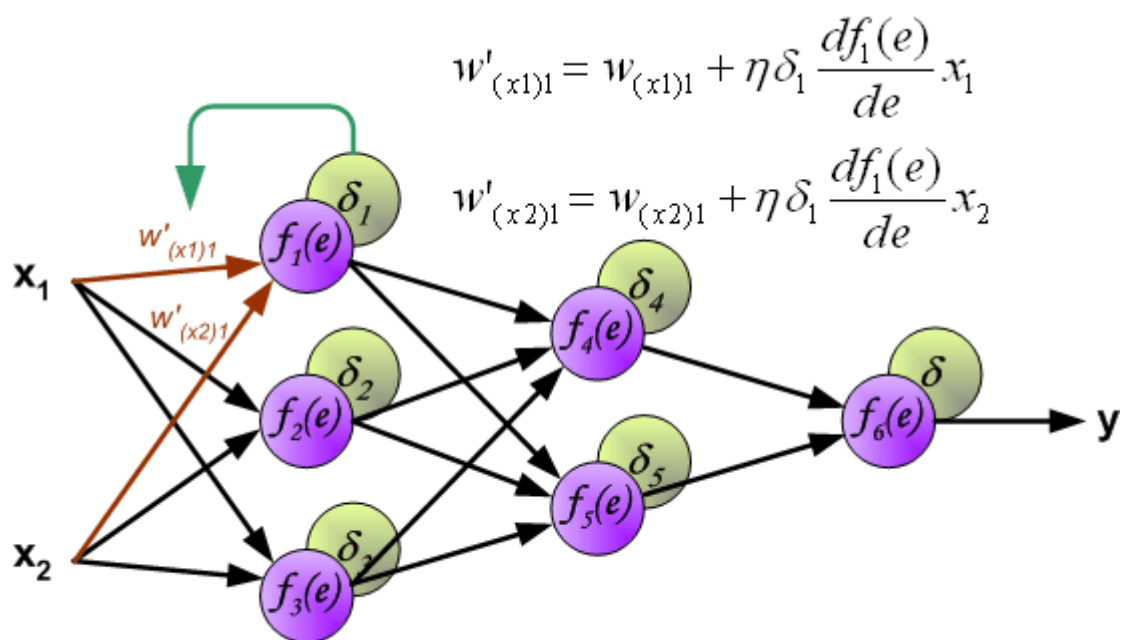 w'(x1)1 = w(x1)1 + ηδ1 df1(e)/de x1
w'(x2)1 = w(x2)1 + ηδ1 df1(e)/de x2
δ1
f1(e)
w'(x1)1
x1
w'(x2)1
δ4
f4(e)
δ2
f2(e)
δ
f6(e)
y
δ5
f5(e)
δ3
f3(e)
x2